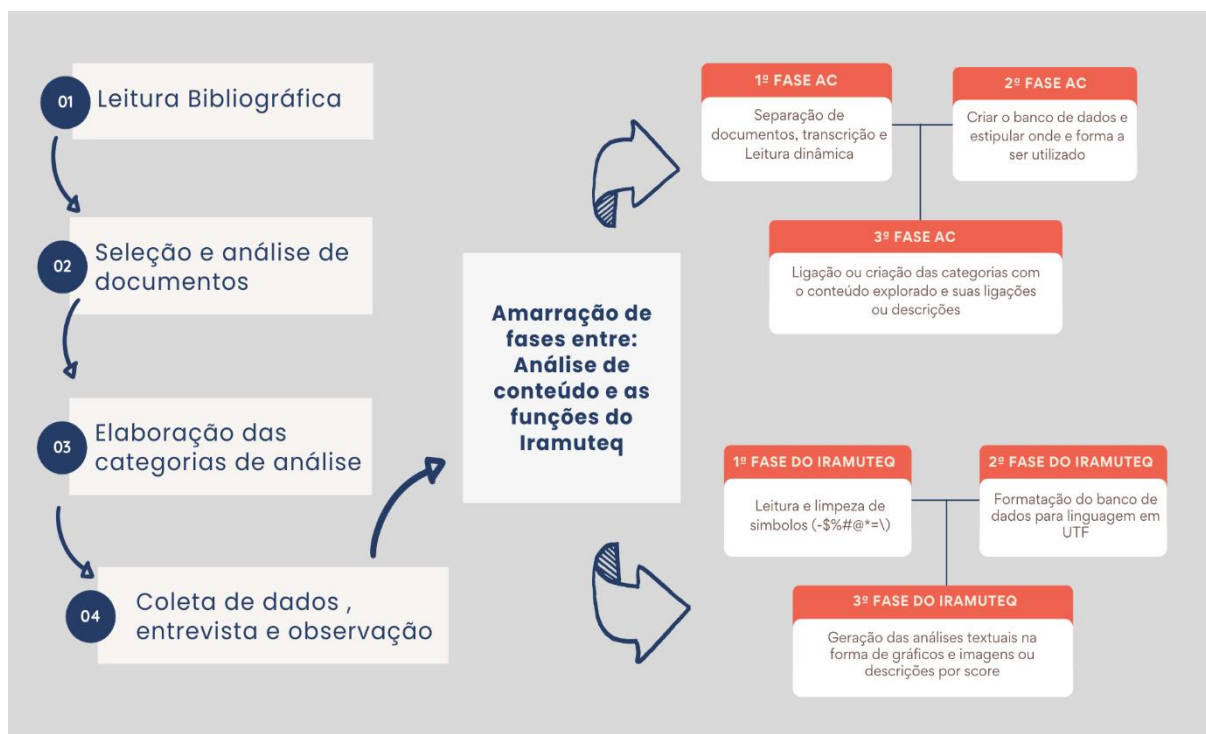 01
Leitura Bibliográfica
02
Seleção e análise de
documentos
03
Elaboração das
categorias de análise
04
Coleta de dados ,
entrevista e observação
Amarração de
fases entre:
Análise de
conteúdo e as
funções do
Iramuteq
1º FASE AC
Separação de
documentos, transcrição e
Leitura dinâmica
2º FASE AC
Criar o banco de dados e
estipular onde e forma a
ser utilizado
3º FASE AC
Ligação ou criação das categorias com
o conteúdo explorado e suas ligações
ou descrições
1º FASE DO IRAMUTEQ
Leitura e limpeza de
simbolos (-$%#@*=\)
2º FASE DO IRAMUTEQ
Formatação do banco de
dados para linguagem em
UTF
3º FASE DO IRAMUTEQ
Geração das análises textuais na
forma de gráficos e imagens ou
descrições por score